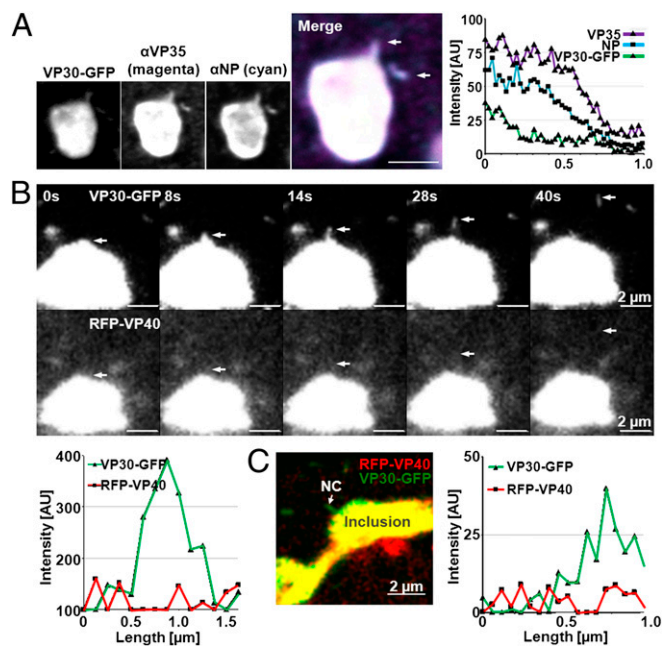 A
VP30-GFP
αVP35
(magenta)
αNP (cyan)
Merge
Intensity [AU]
100
75
50
25
0
VP35
NP
VP30-GFP
0
0.5
1.0
B
0s VP30-GFP
8s
14s
28s
40s
2 µm
RFP-VP40
2 µm
Intensity [AU]
400
300
200
100
VP30-GFP
RFP-VP40
0
0.5
1.0
1.5
Length [µm]
C
RFP-VP40
VP30-GFP
NC
Inclusion
2 µm
Intensity [AU]
50
25
0
VP30-GFP
RFP-VP40
0
0.5
1.0
Length [µm]